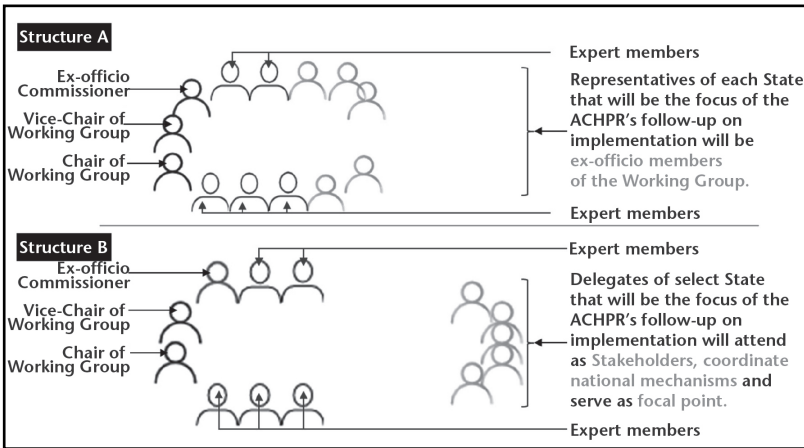 Structure A
Expert members
Ex-officio
Commissioner
Vice-Chair of
Working Group
Chair of
Working Group
Representatives of each State
that will be the focus of the
ACHPR's follow-up on
implementation will be
ex-officio members
of the Working Group.
Expert members
Structure B
Expert members
Ex-officio
Commissioner
Vice-Chair of
Working Group
Chair of
Working Group
Delegates of select State
that will be the focus of the
ACHPR's follow-up on
implementation will attend
as Stakeholders, coordinate
national mechanisms and
serve as focal point.
Expert members